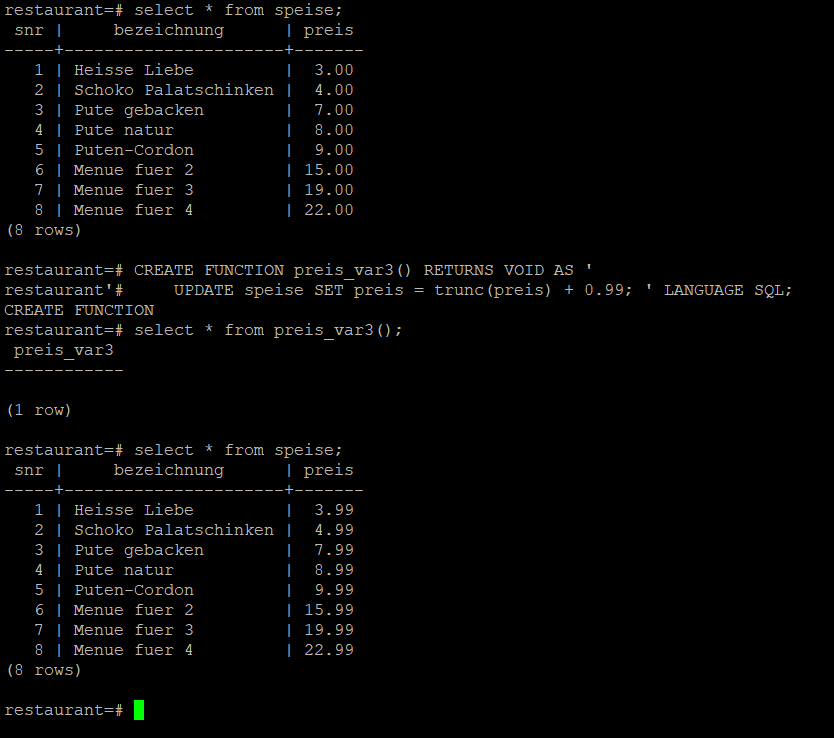 restaurant=# select * from speise;
 snr |     bezeichnung      | preis
-----+----------------------+-------
   1 | Heisse Liebe         |  3.00
   2 | Schoko Palatschinken |  4.00
   3 | Pute gebacken        |  7.00
   4 | Pute natur           |  8.00
   5 | Puten-Cordon         |  9.00
   6 | Menue fuer 2         | 15.00
   7 | Menue fuer 3         | 19.00
   8 | Menue fuer 4         | 22.00
(8 rows)

restaurant=# CREATE FUNCTION preis_var3() RETURNS VOID AS '
restaurant'#     UPDATE speise SET preis = trunc(preis) + 0.99; ' LANGUAGE SQL;
CREATE FUNCTION
restaurant=# select * from preis_var3();
 preis_var3
------------

(1 row)

restaurant=# select * from speise;
 snr |     bezeichnung      | preis
-----+----------------------+-------
   1 | Heisse Liebe         |  3.99
   2 | Schoko Palatschinken |  4.99
   3 | Pute gebacken        |  7.99
   4 | Pute natur           |  8.99
   5 | Puten-Cordon         |  9.99
   6 | Menue fuer 2         | 15.99
   7 | Menue fuer 3         | 19.99
   8 | Menue fuer 4         | 22.99
(8 rows)

restaurant=#